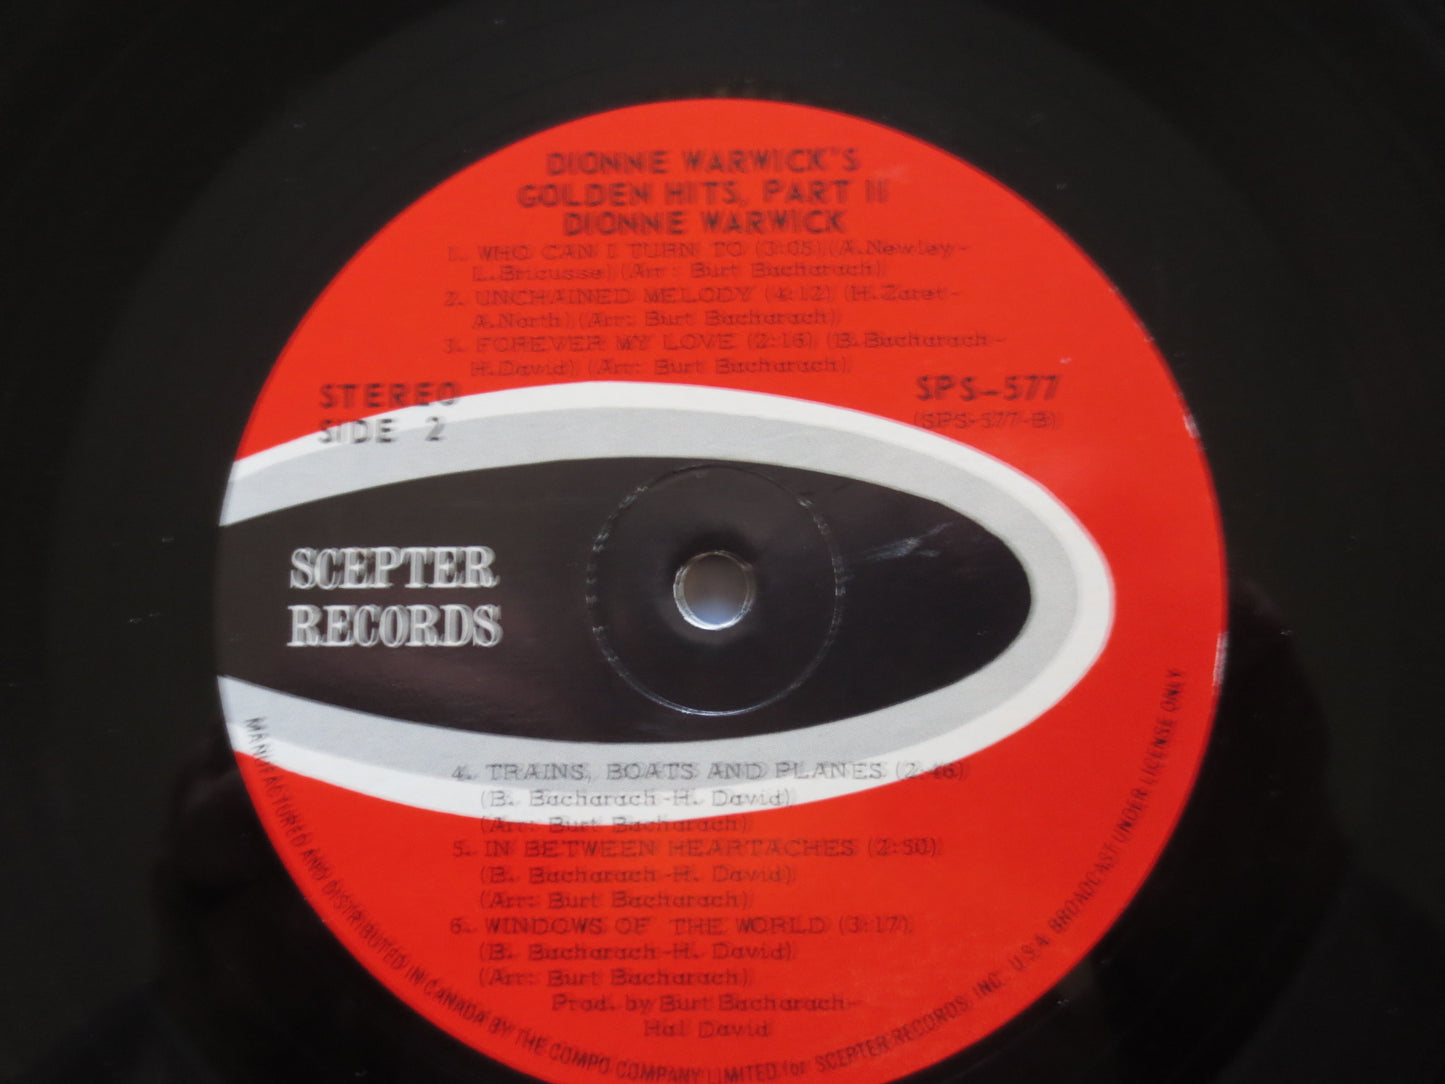 DIONNE WARWICK'S
GOLDEN HITS, PART II
DIONNE WARWICK
1. WHO CAN I TURN TO (3:05) (A. Newley-
L. Bricusse) (Arr: Burt Bacharach)
2. UNCHAINED MELODY (4:12) (H. Zaret-
A. North) (Arr: Burt Bacharach)
3. FOREVER MY LOVE (2:16) (B. Bacharach-
H. David) (Arr: Burt Bacharach)
STEREO
SIDE 2
SPS-577
(SPS-577-B)
SCEPTER
RECORDS
4. TRAINS, BOATS AND PLANES (2:46)
(B. Bacharach-H. David)
(Arr: Burt Bacharach)
5. IN BETWEEN HEARTACHES (2:50)
(B. Bacharach-H. David)
(Arr: Burt Bacharach)
6. WINDOWS OF THE WORLD (3:17)
(B. Bacharach-H. David)
(Arr: Burt Bacharach)
Prod. by Burt Bacharach-
Hal David
MANUFACTURED AND DISTRIBUTED IN CANADA BY THE COMPO COMPANY LIMITED for SCEPTER RECORDS, INC. U.S.A. BROADCAST UNDER LICENSE ONLY